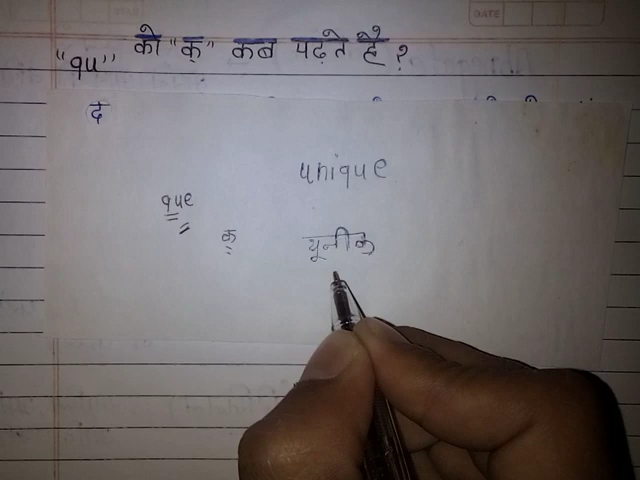 DATE
"qu" को "क्" कब पढ़ते है ?
द
unique
que
क्
यूनीक्